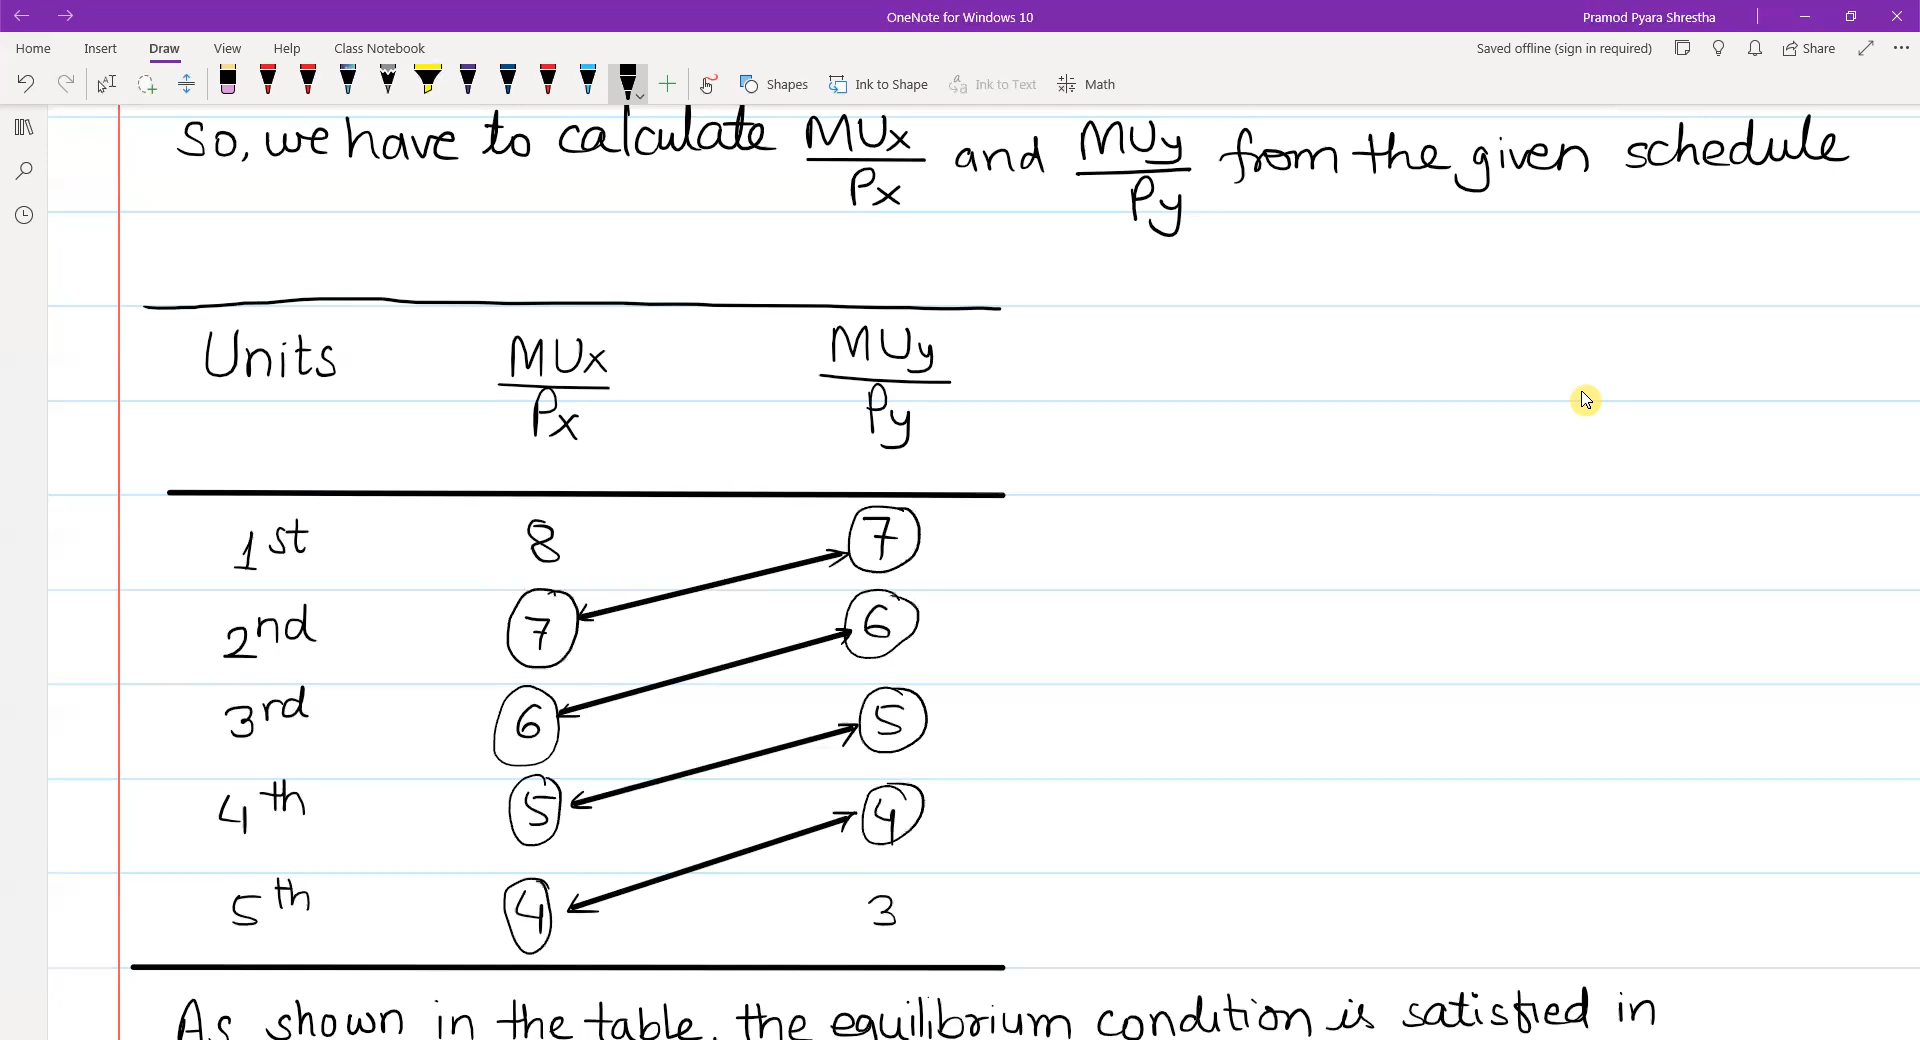 OneNote for Windows 10
Pramod Pyara Shrestha
Home Insert Draw View Help Class Notebook
Saved offline (sign in required) Share
Shapes Ink to Shape Ink to Text Math
So, we have to calculate MUx/Px and MUy/Py from the given schedule
Units MUx/Px MUy/Py
1st 8 7
2nd 7 6
3rd 6 5
4th 5 4
5th 4 3
As shown in the table, the equilibrium condition is satisfied in